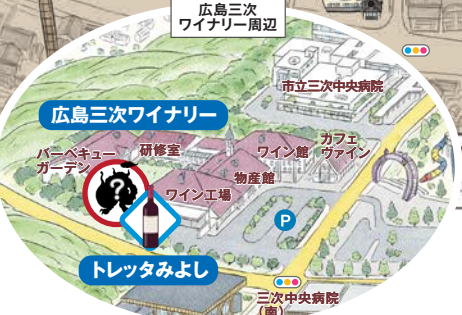 広島三次
ワイナリー周辺
市立三次中央病院
広島三次ワイナリー
バーベキュー
ガーデン
研修室
ワイン館
カフェ
ヴァイン
物産館
ワイン工場
?
P
トレッタみよし
三次中央病院
(南)